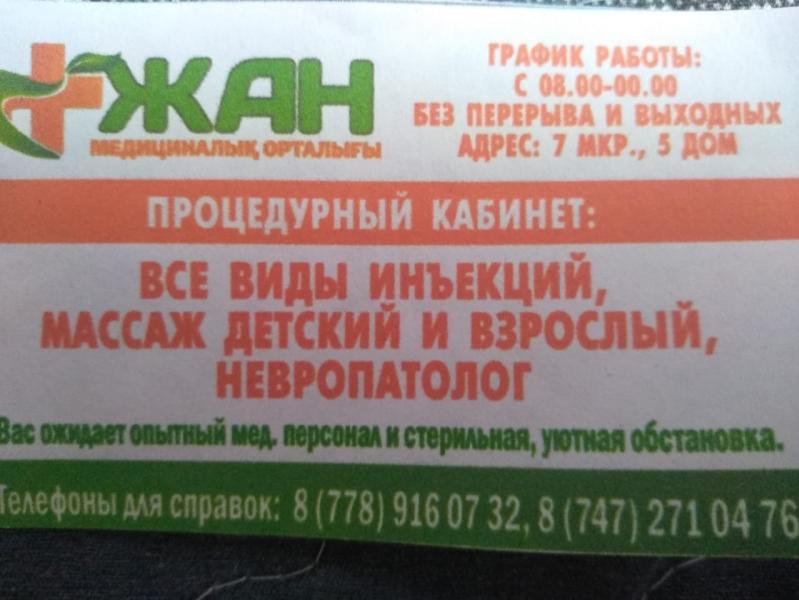 ЖАН
МЕДИЦИНАЛЫҚ ОРТАЛЫҒЫ
ГРАФИК РАБОТЫ:
С 08.00-00.00
БЕЗ ПЕРЕРЫВА И ВЫХОДНЫХ
АДРЕС: 7 МКР., 5 ДОМ
ПРОЦЕДУРНЫЙ КАБИНЕТ:
ВСЕ ВИДЫ ИНЪЕКЦИЙ,
МАССАЖ ДЕТСКИЙ И ВЗРОСЛЫЙ,
НЕВРОПАТОЛОГ
Вас ожидает опытный мед. персонал и стерильная, уютная обстановка.
Телефоны для справок: 8 (778) 916 07 32, 8 (747) 271 04 76